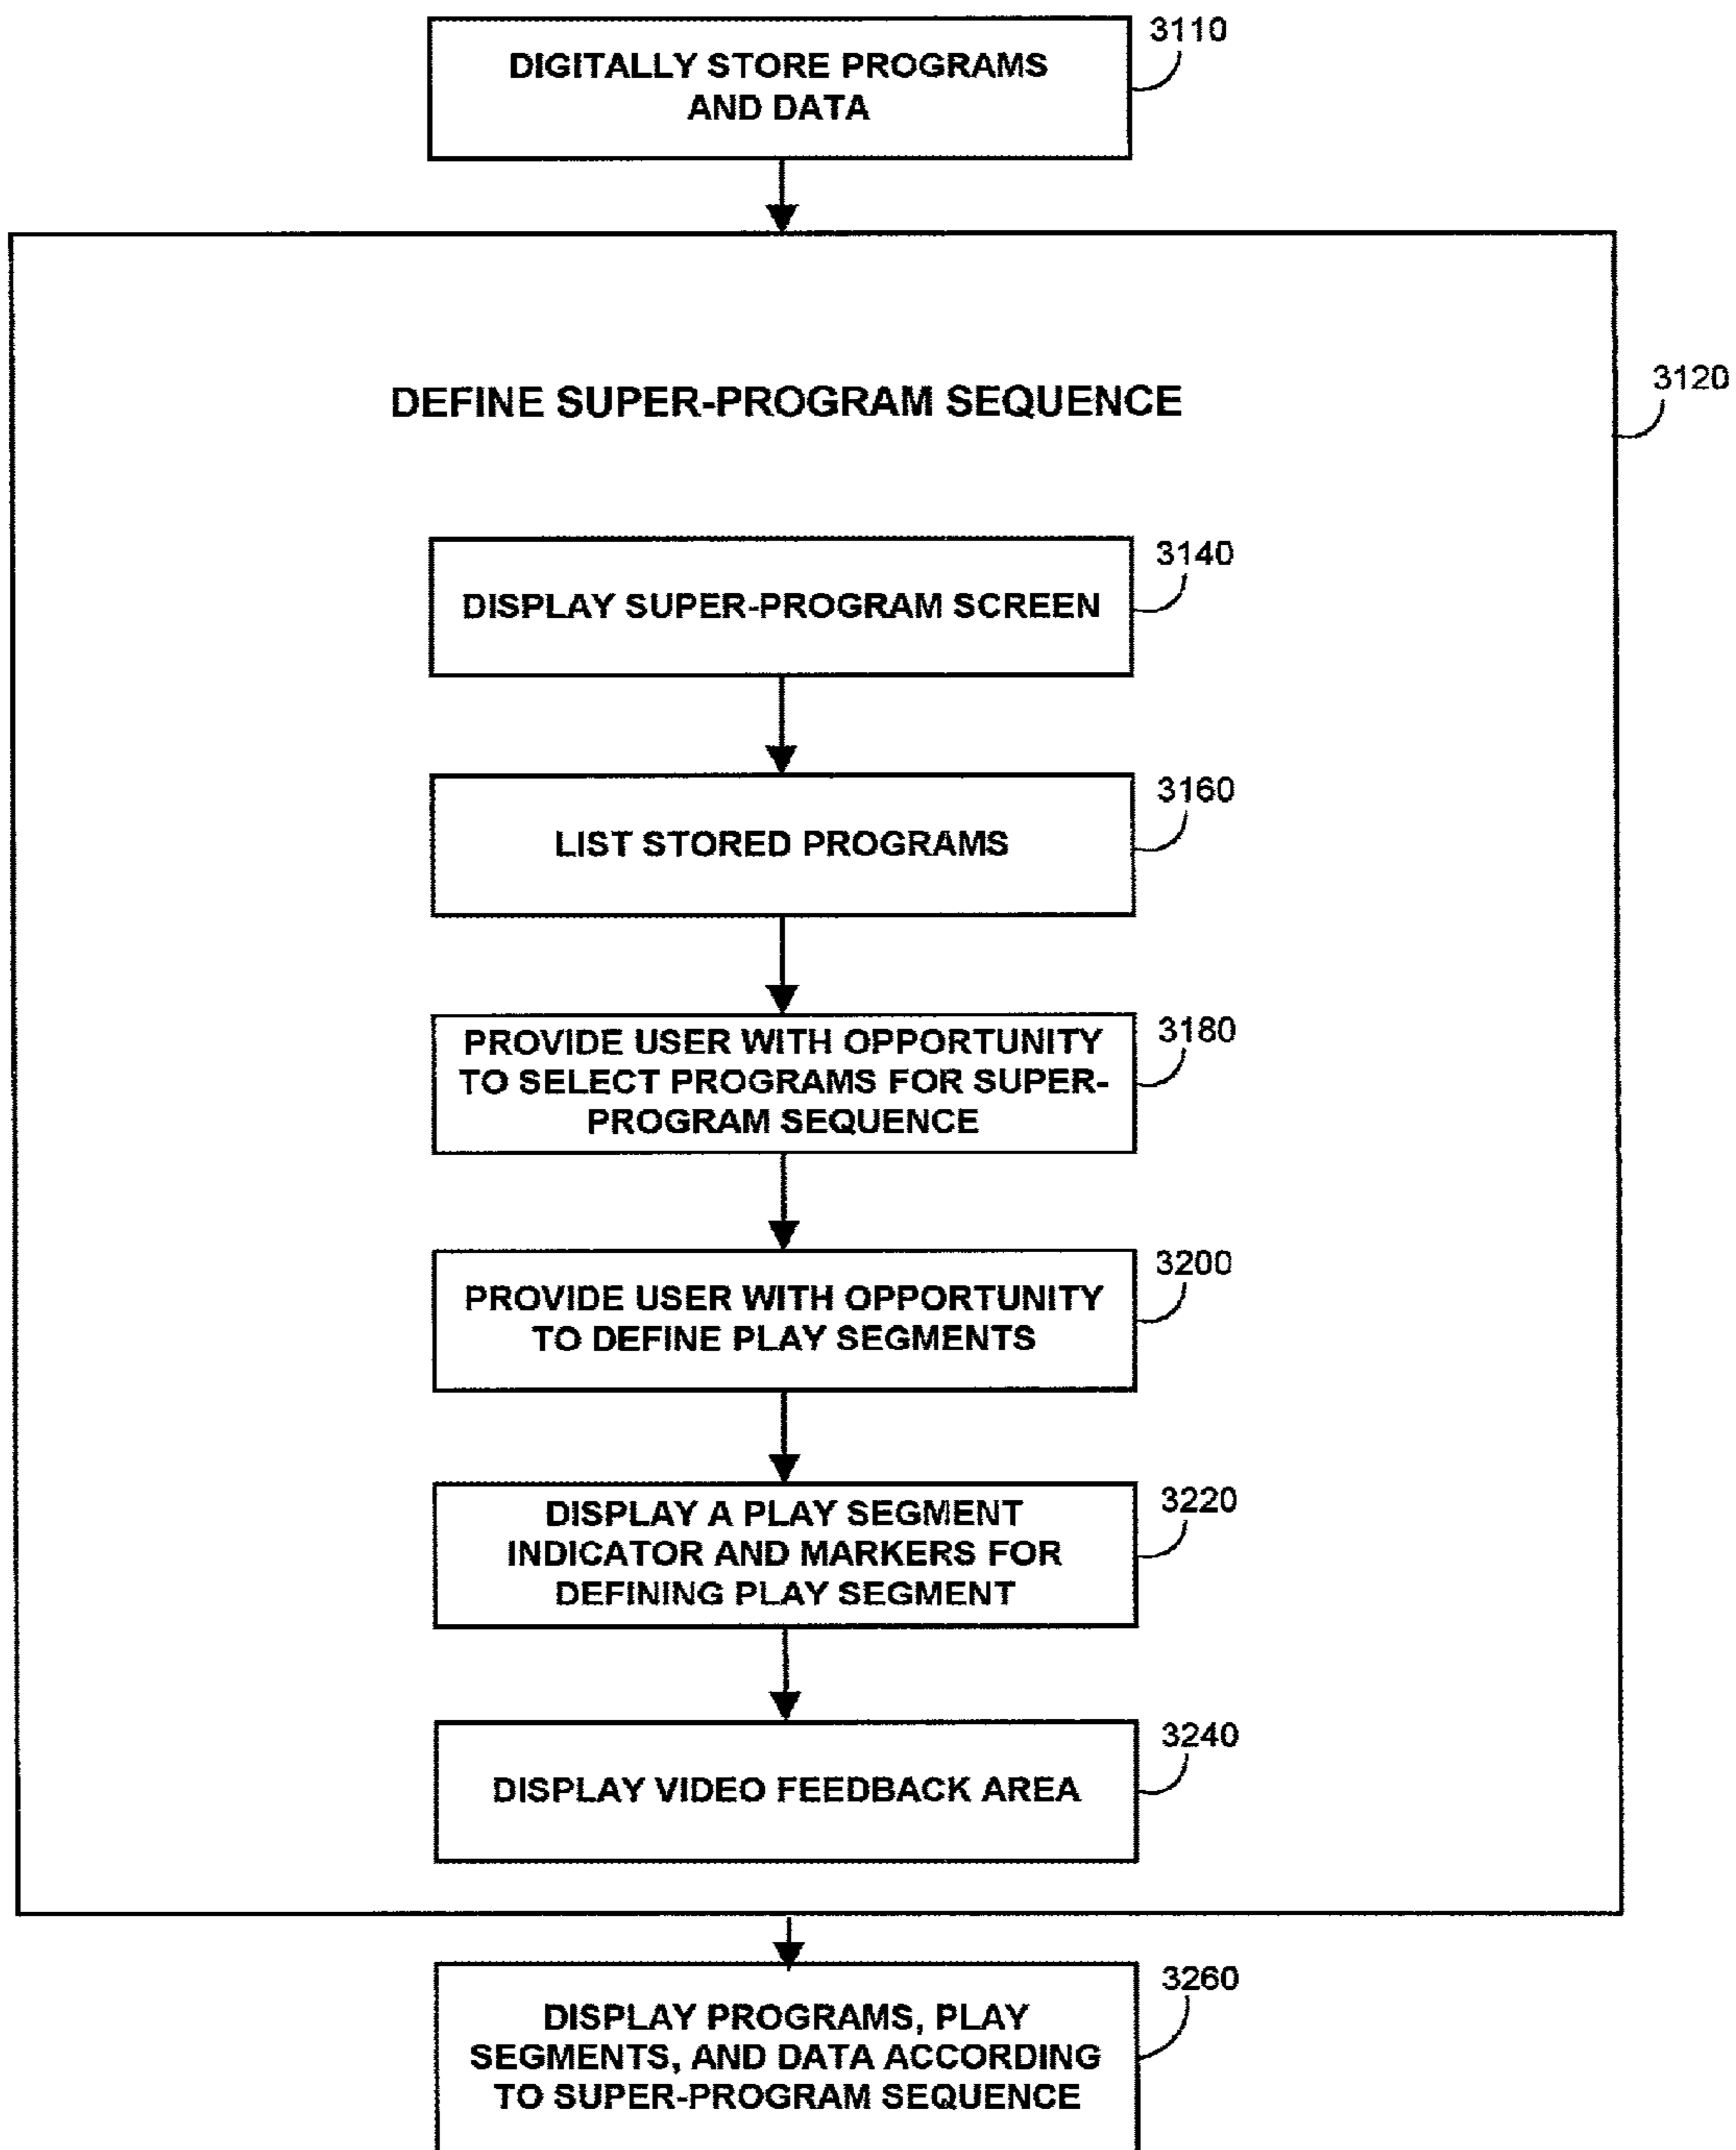 3110
DIGITALLY STORE PROGRAMS
AND DATA
3120
DEFINE SUPER-PROGRAM SEQUENCE
3140
DISPLAY SUPER-PROGRAM SCREEN
3160
LIST STORED PROGRAMS
3180
PROVIDE USER WITH OPPORTUNITY
TO SELECT PROGRAMS FOR SUPER-
PROGRAM SEQUENCE
3200
PROVIDE USER WITH OPPORTUNITY
TO DEFINE PLAY SEGMENTS
3220
DISPLAY A PLAY SEGMENT
INDICATOR AND MARKERS FOR
DEFINING PLAY SEGMENT
3240
DISPLAY VIDEO FEEDBACK AREA
3260
DISPLAY PROGRAMS, PLAY
SEGMENTS, AND DATA ACCORDING
TO SUPER-PROGRAM SEQUENCE